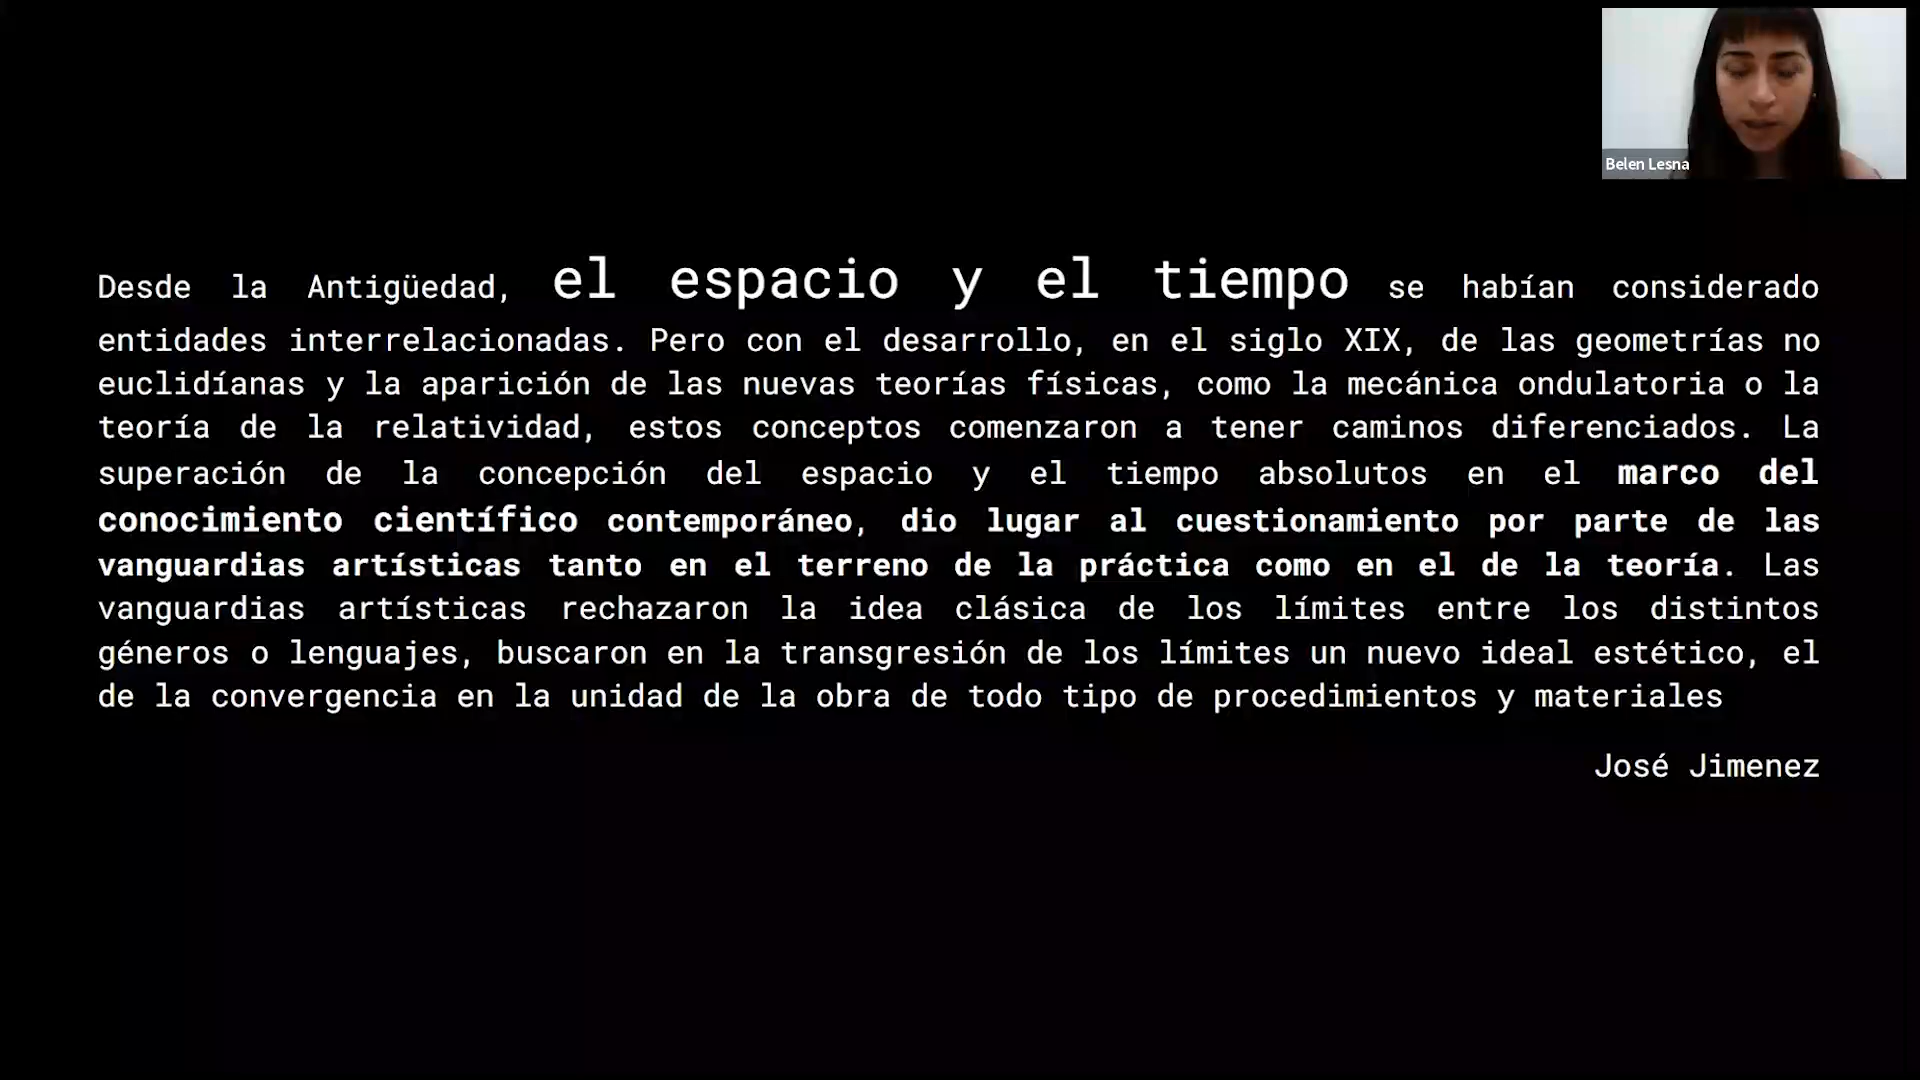 Belen Lesna
Desde la Antigüedad, el espacio y el tiempo se habían considerado
entidades interrelacionadas. Pero con el desarrollo, en el siglo XIX, de las geometrías no
euclidíanas y la aparición de las nuevas teorías físicas, como la mecánica ondulatoria o la
teoría de la relatividad, estos conceptos comenzaron a tener caminos diferenciados. La
superación de la concepción del espacio y el tiempo absolutos en el marco del
conocimiento científico contemporáneo, dio lugar al cuestionamiento por parte de las
vanguardias artísticas tanto en el terreno de la práctica como en el de la teoría. Las
vanguardias artísticas rechazaron la idea clásica de los límites entre los distintos
géneros o lenguajes, buscaron en la transgresión de los límites un nuevo ideal estético, el
de la convergencia en la unidad de la obra de todo tipo de procedimientos y materiales
José Jimenez